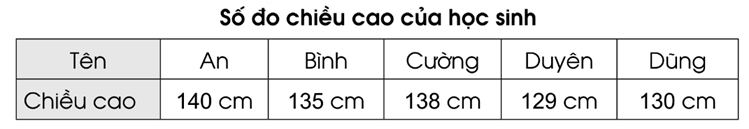 Số đo chiều cao của học sinh
Tên An Bình Cường Duyên Dũng
Chiều cao 140 cm 135 cm 138 cm 129 cm 130 cm